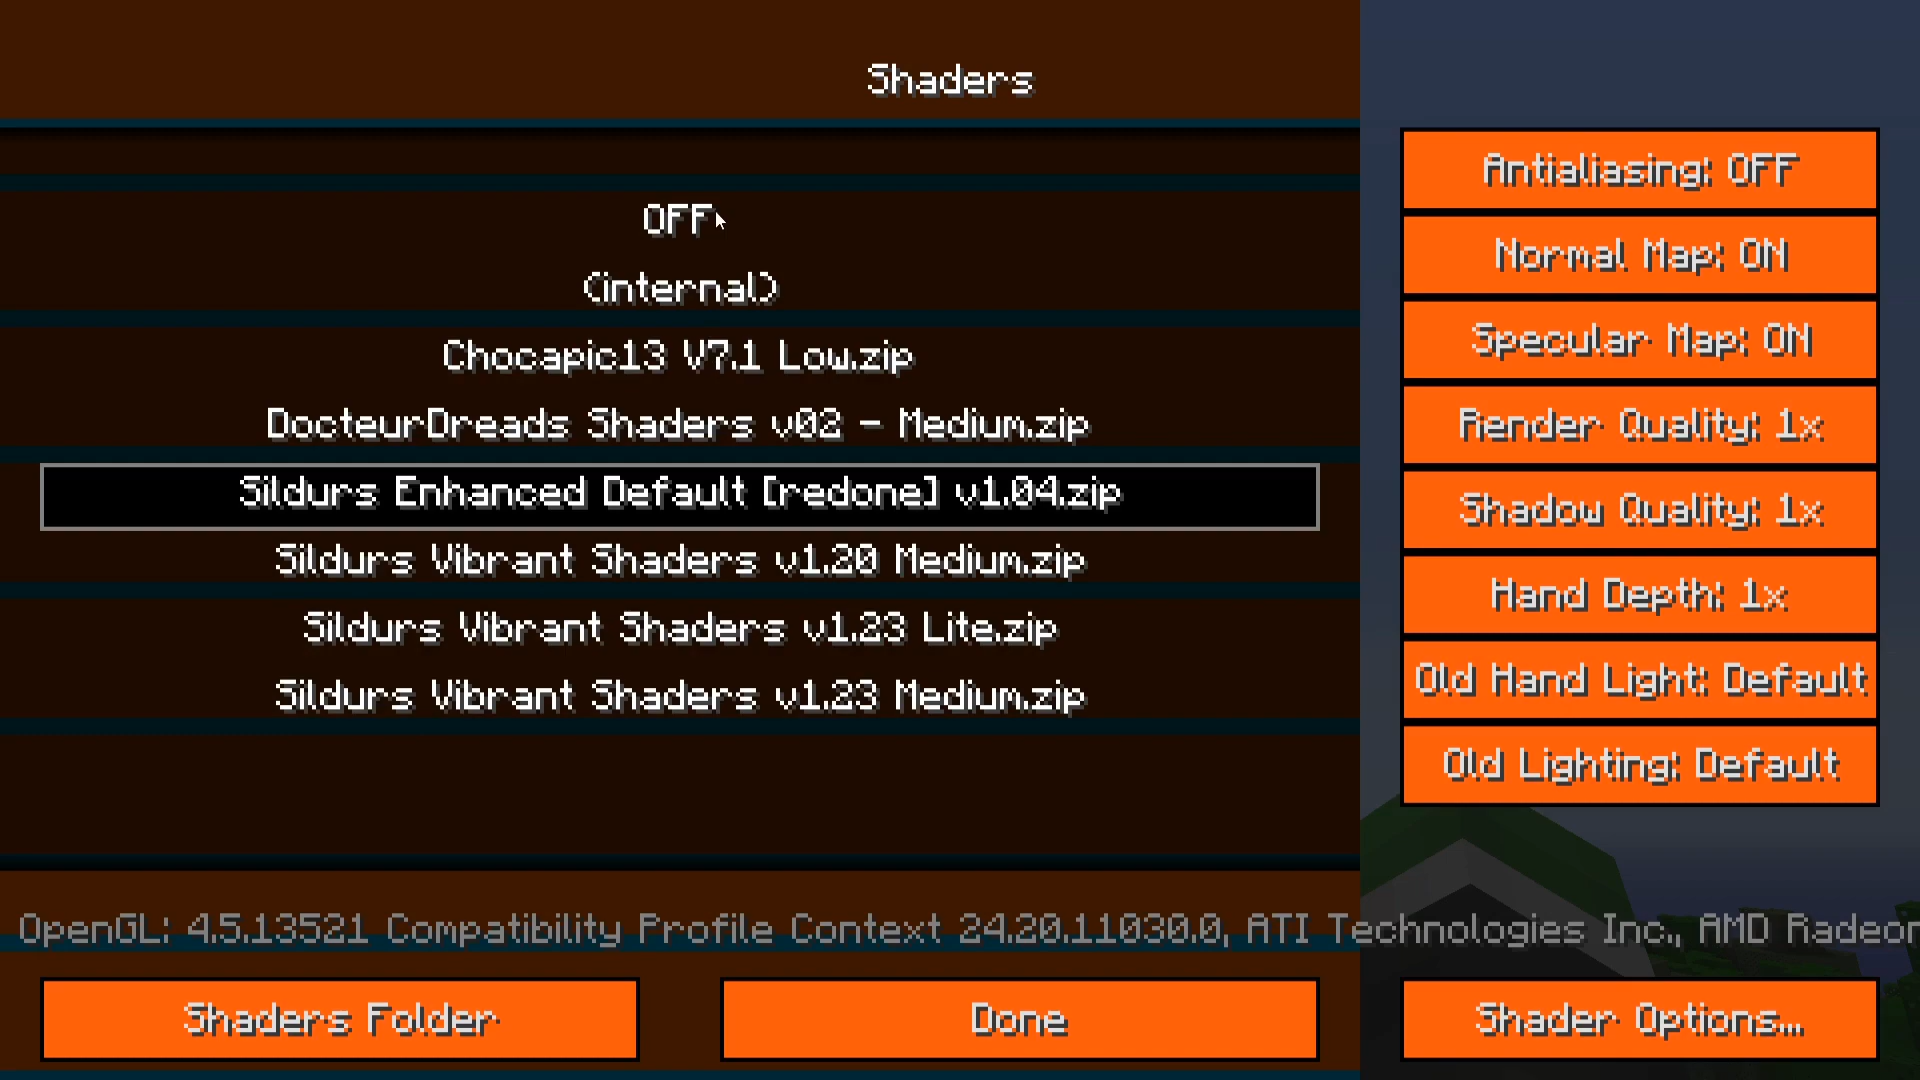 Shaders
OFF
(internal)
Chocapic13 V7.1 Low.zip
DocteurDreads Shaders v02 - Medium.zip
Sildurs Enhanced Default [redone] v1.04.zip
Sildurs Vibrant Shaders v1.20 Medium.zip
Sildurs Vibrant Shaders v1.23 Lite.zip
Sildurs Vibrant Shaders v1.23 Medium.zip
Antialiasing: OFF
Normal Map: ON
Specular Map: ON
Render Quality: 1x
Shadow Quality: 1x
Hand Depth: 1x
Old Hand Light: Default
Old Lighting: Default
OpenGL: 4.5.13521 Compatibility Profile Context 24.20.11030.0, ATI Technologies Inc., AMD Radeon
Shaders Folder
Done
Shader Options...